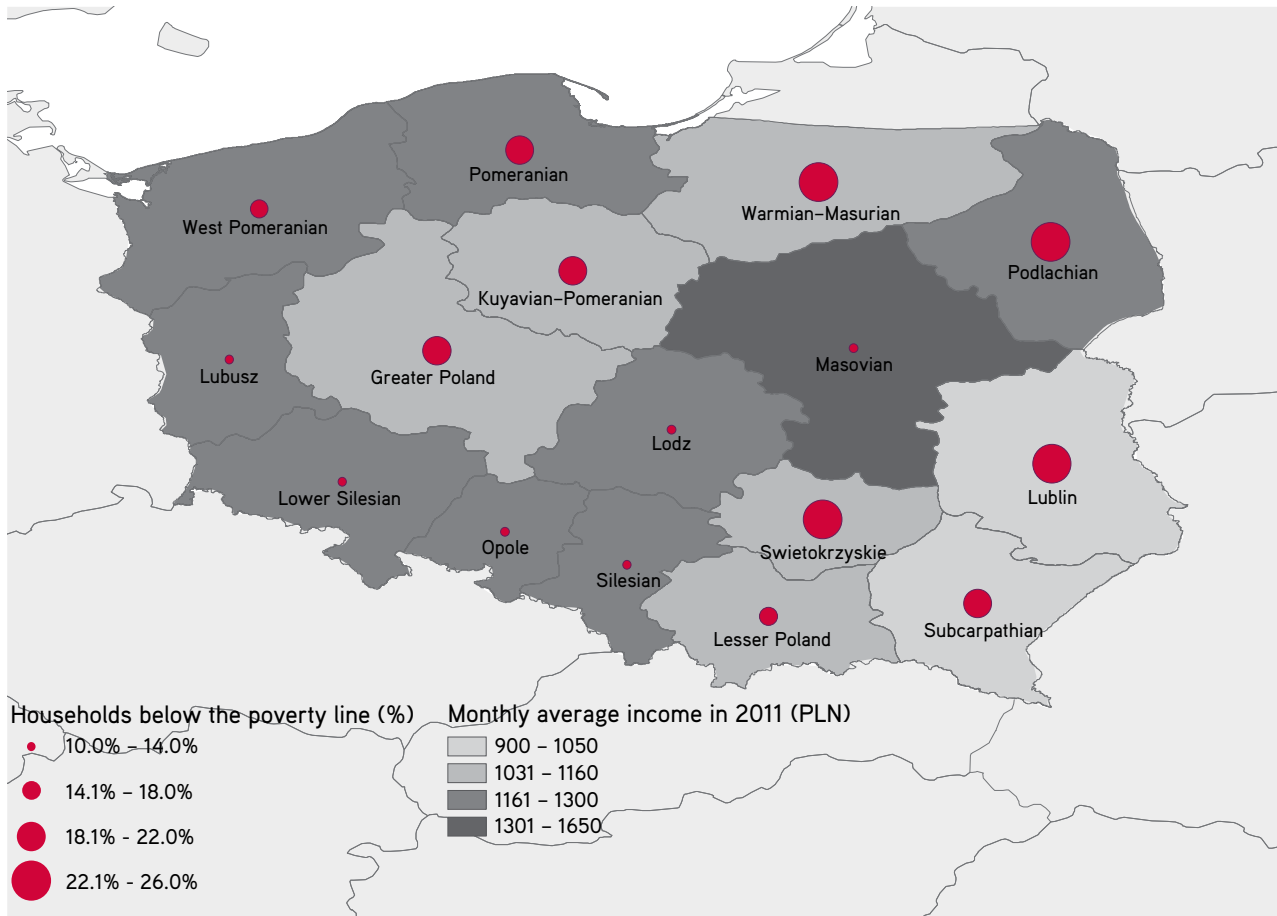 Pomeranian
Warmian–Masurian
West Pomeranian
Podlachian
Kuyavian–Pomeranian
Masovian
Lubusz
Greater Poland
Lodz
Lower Silesian
Lublin
Opole
Swietokrzyskie
Silesian
Subcarpathian
Lesser Poland
Households below the poverty line (%)
10.0% – 14.0%
14.1% – 18.0%
18.1% - 22.0%
22.1% - 26.0%
Monthly average income in 2011 (PLN)
900 – 1050
1031 – 1160
1161 – 1300
1301 – 1650